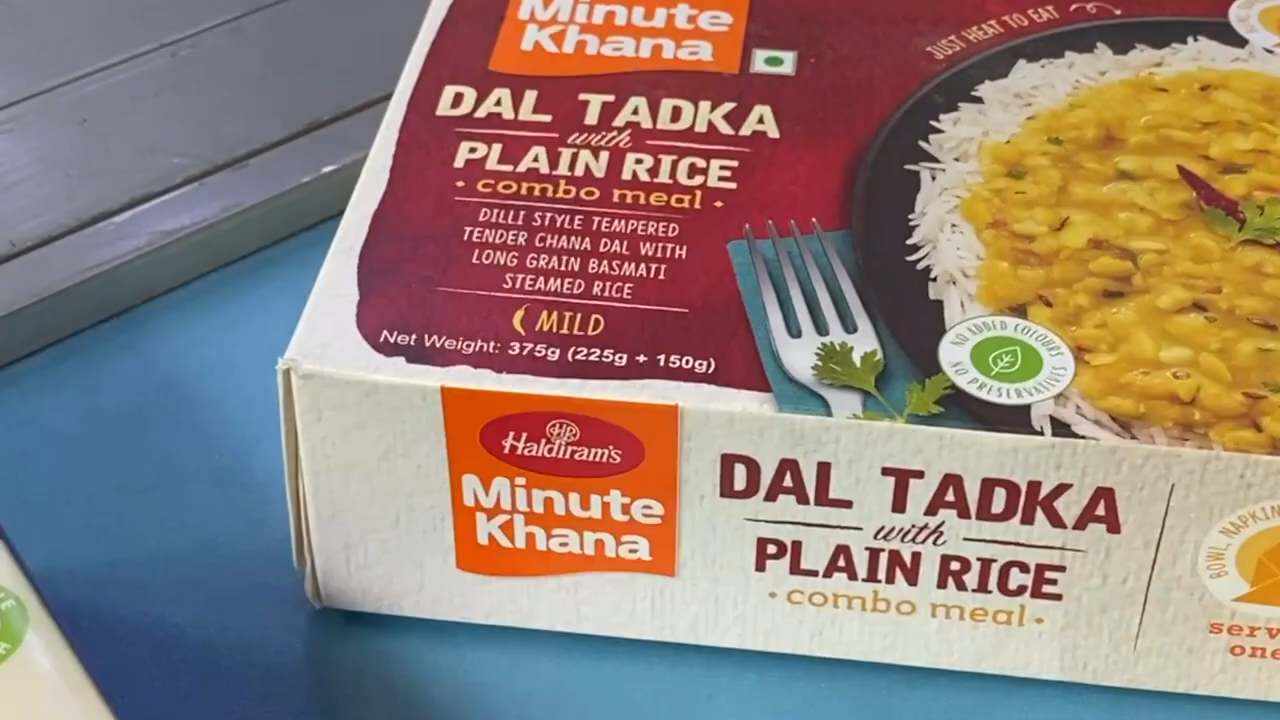 Minute
Khana
JUST HEAT TO EAT
DAL TADKA
with
PLAIN RICE
• combo meal •
DILLI STYLE TEMPERED
TENDER CHANA DAL WITH
LONG GRAIN BASMATI
STEAMED RICE
MILD
Net Weight: 375g (225g + 150g)
NO ADDED COLOURS
NO PRESERVATIVES
HR
Haldiram's
Minute
Khana
DAL TADKA
with
PLAIN RICE
• combo meal •
BOWL, NAPKIN
one